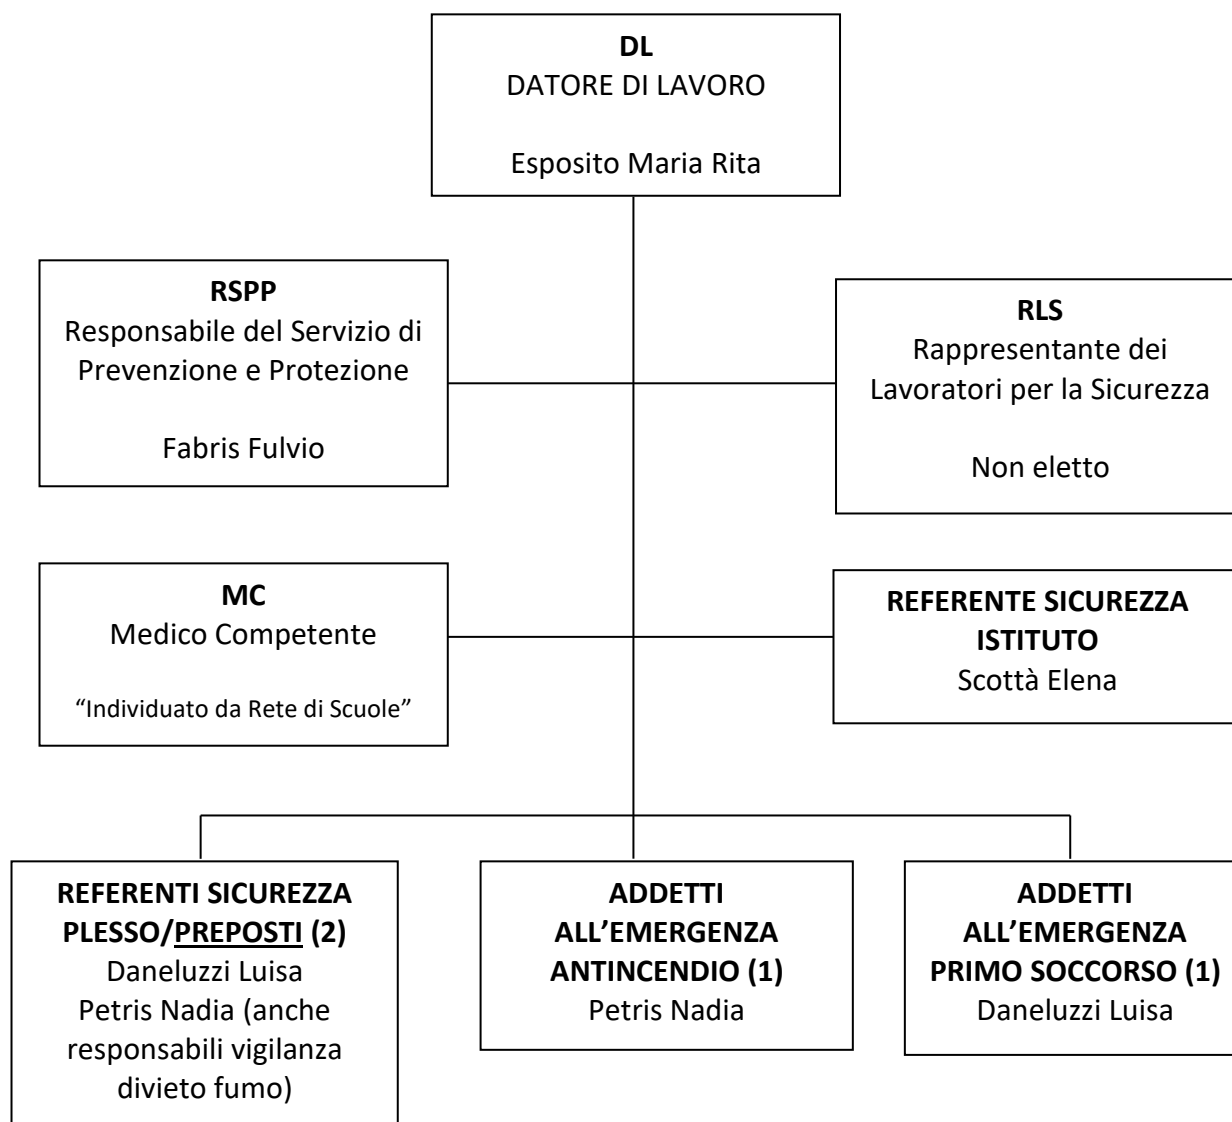 DL
DATORE DI LAVORO
Esposito Maria Rita
RSPP
Responsabile del Servizio di
Prevenzione e Protezione
Fabris Fulvio
RLS
Rappresentante dei
Lavoratori per la Sicurezza
Non eletto
MC
Medico Competente
“Individuato da Rete di Scuole”
REFERENTE SICUREZZA
ISTITUTO
Scottà Elena
REFERENTI SICUREZZA
PLESSO/PREPOSTI (2)
Daneluzzi Luisa
Petris Nadia (anche
responsabili vigilanza
divieto fumo)
ADDETTI
ALL’EMERGENZA
ANTINCENDIO (1)
Petris Nadia
ADDETTI
ALL’EMERGENZA
PRIMO SOCCORSO (1)
Daneluzzi Luisa